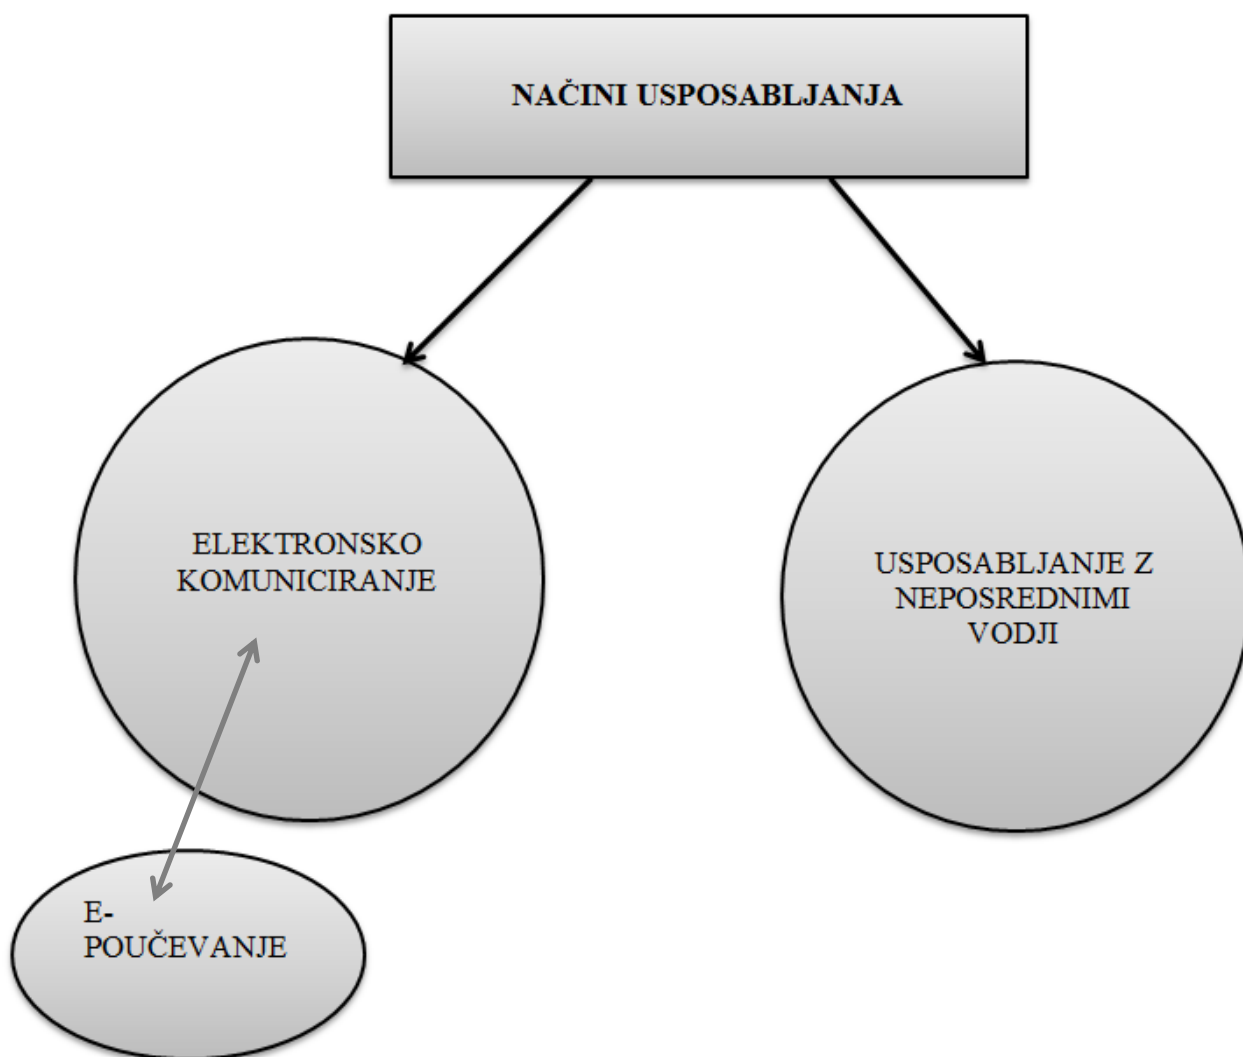 NAČINI USPOSABLJANJA
ELEKTRONSKO
KOMUNICIRANJE
USPOSABLJANJE Z
NEPOSREDNIMI
VODJI
E-
POUČEVANJE